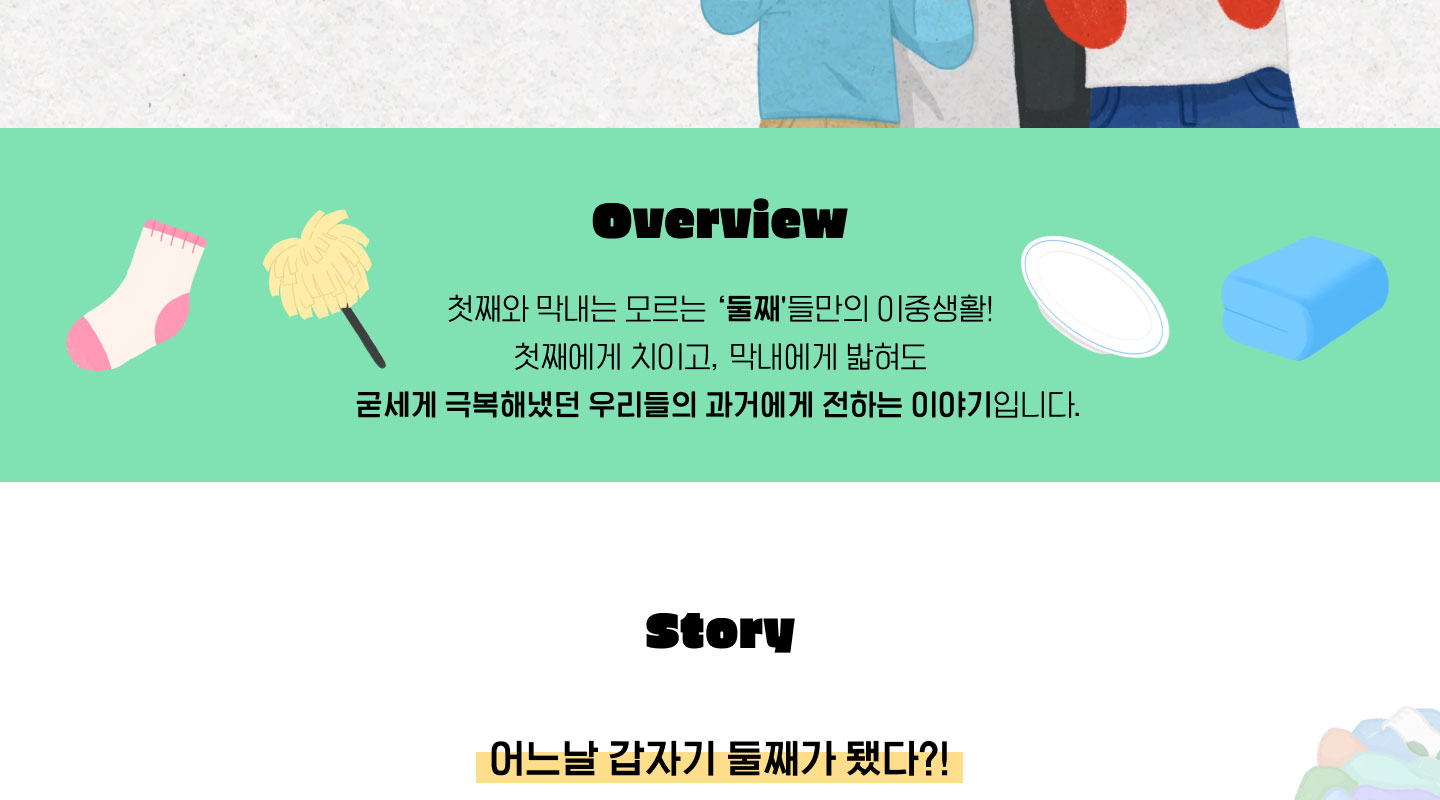 Overview
첫째와 막내는 모르는 ‘둘째'들만의 이중생활!
첫째에게 치이고, 막내에게 밟혀도
굳세게 극복해냈던 우리들의 과거에게 전하는 이야기입니다.
Story
어느날 갑자기 둘째가 됐다?!